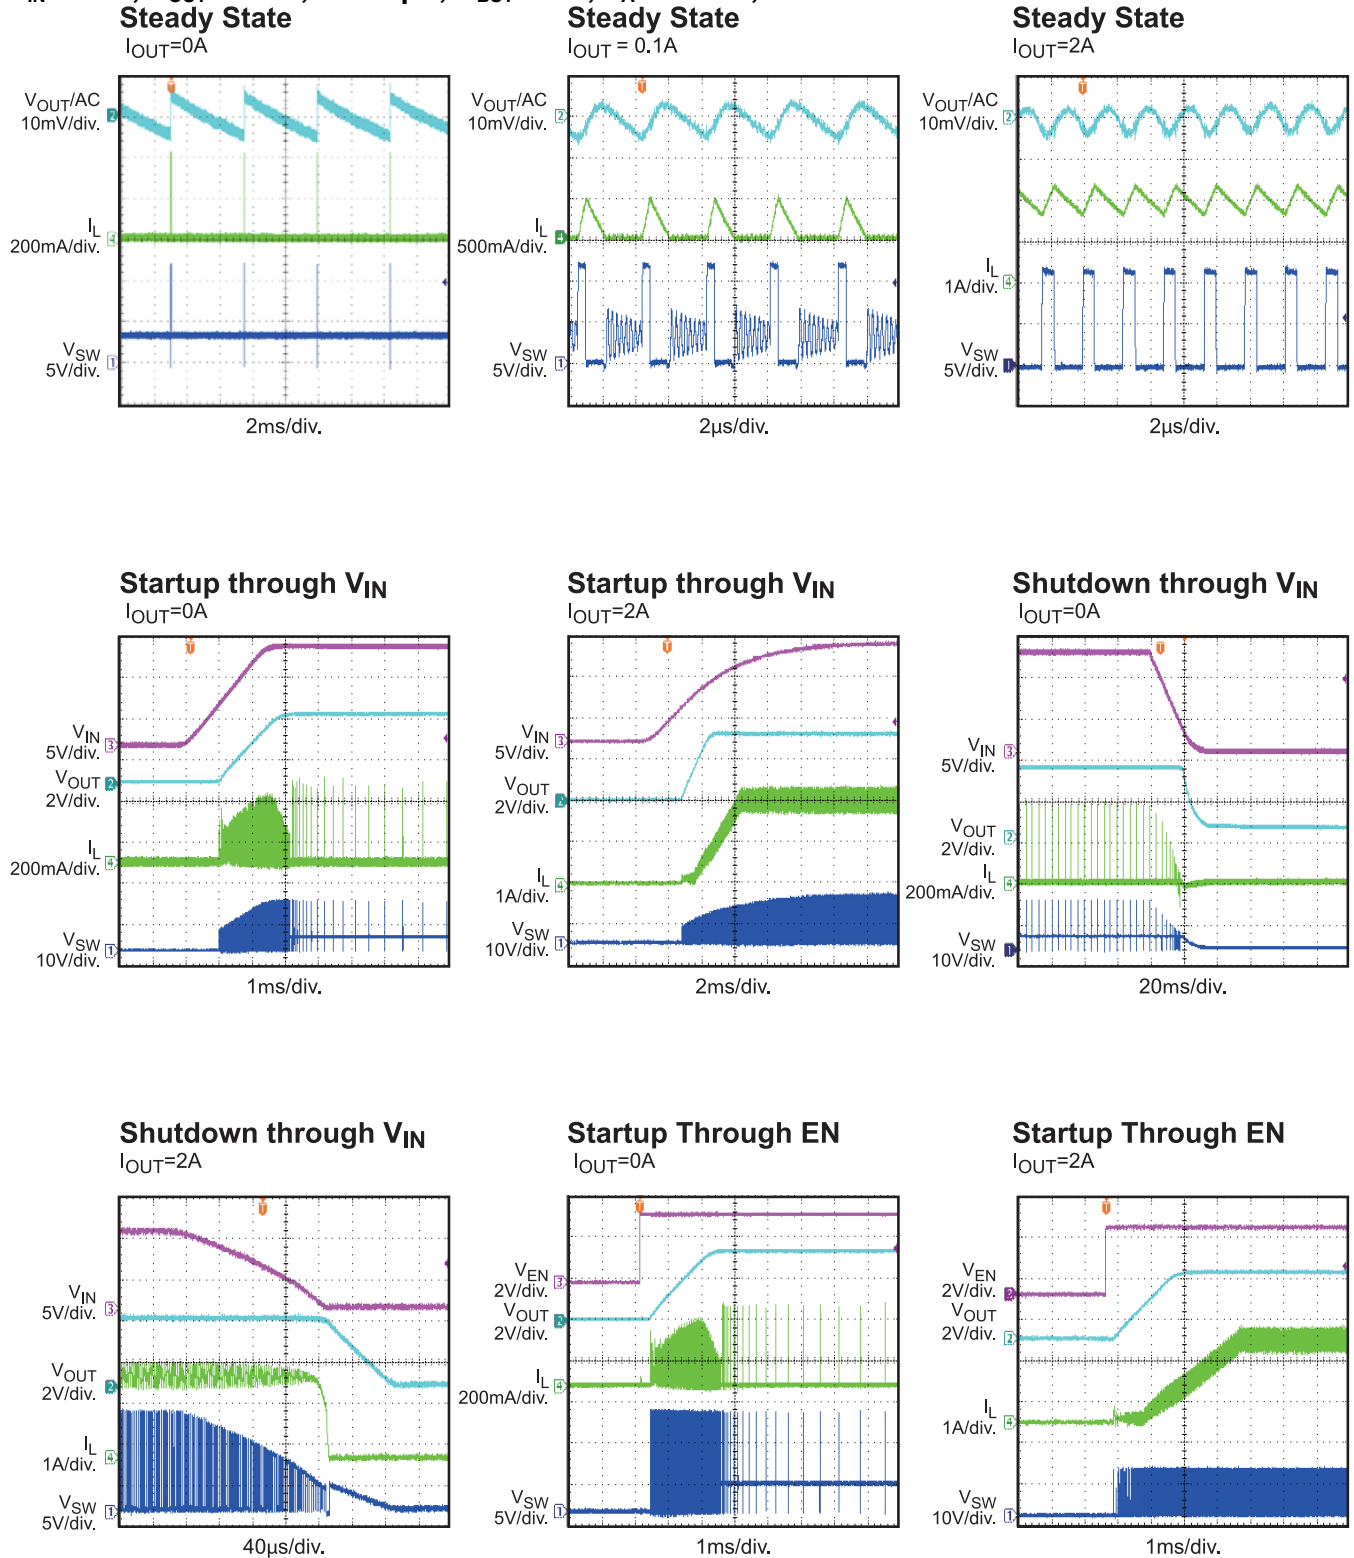 Steady State
IOUT=0A
VOUT/AC
10mV/div.
IL
200mA/div.
VSW
5V/div.
2ms/div.
Steady State
IOUT = 0.1A
VOUT/AC
10mV/div.
IL
500mA/div.
VSW
5V/div.
2µs/div.
Steady State
IOUT=2A
VOUT/AC
10mV/div.
IL
1A/div.
VSW
5V/div.
2µs/div.
Startup through VIN
IOUT=0A
VIN
5V/div.
VOUT
2V/div.
IL
200mA/div.
VSW
10V/div.
1ms/div.
Startup through VIN
IOUT=2A
VIN
5V/div.
VOUT
2V/div.
IL
1A/div.
VSW
10V/div.
2ms/div.
Shutdown through VIN
IOUT=0A
VIN
5V/div.
VOUT
2V/div.
IL
200mA/div.
VSW
10V/div.
20ms/div.
Shutdown through VIN
IOUT=2A
VIN
5V/div.
VOUT
2V/div.
IL
1A/div.
VSW
5V/div.
40µs/div.
Startup Through EN
IOUT=0A
VEN
2V/div.
VOUT
2V/div.
IL
200mA/div.
VSW
5V/div.
1ms/div.
Startup Through EN
IOUT=2A
VEN
2V/div.
VOUT
2V/div.
IL
1A/div.
VSW
10V/div.
1ms/div.